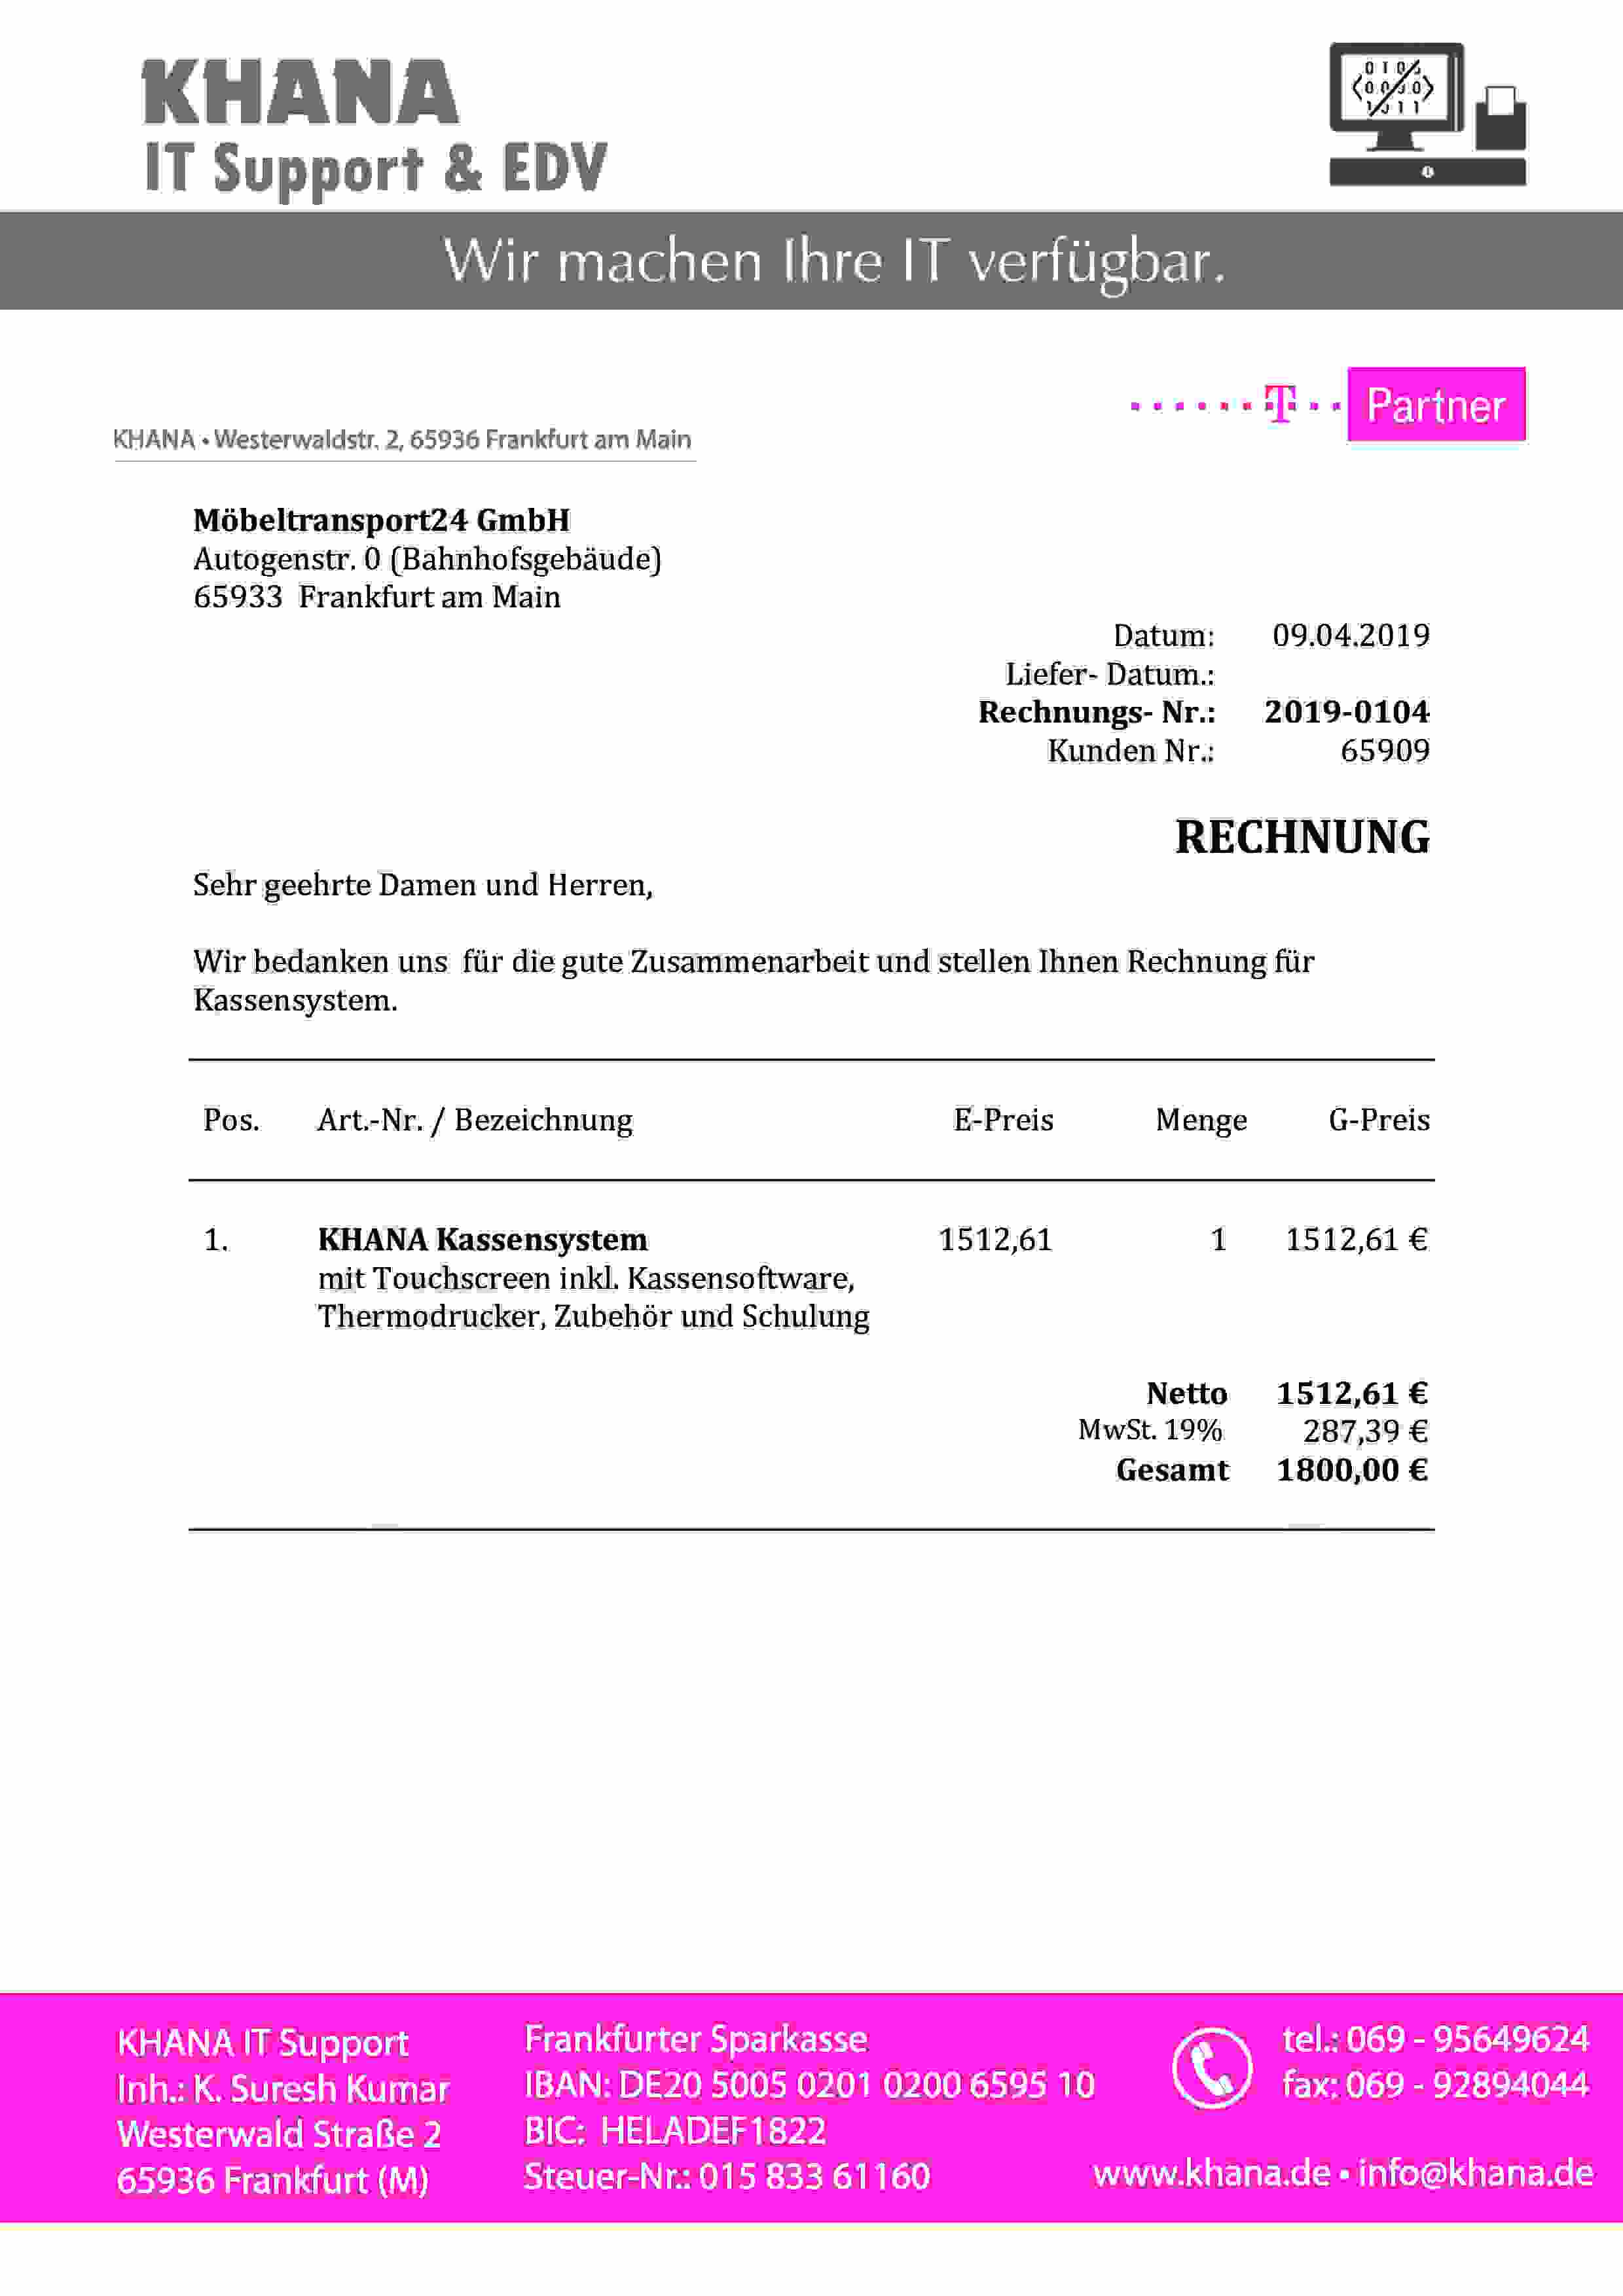 KHANA
IT Support & EDV
Wir machen Ihre IT verfügbar.
T Partner
KHANA • Westerwaldstr. 2, 65936 Frankfurt am Main
Möbeltransport24 GmbH
Autogenstr. 0 (Bahnhofsgebäude)
65933 Frankfurt am Main
Datum: 09.04.2019
Liefer- Datum.:
Rechnungs- Nr.: 2019-0104
Kunden Nr.: 65909
RECHNUNG
Sehr geehrte Damen und Herren,
Wir bedanken uns für die gute Zusammenarbeit und stellen Ihnen Rechnung für
Kassensystem.
Pos. Art.-Nr. / Bezeichnung E-Preis Menge G-Preis
1. KHANA Kassensystem 1512,61 1 1512,61 €
mit Touchscreen inkl. Kassensoftware,
Thermodrucker, Zubehör und Schulung
Netto 1512,61 €
MwSt. 19% 287,39 €
Gesamt 1800,00 €
KHANA IT Support
Inh.: K. Suresh Kumar
Westerwald Straße 2
65936 Frankfurt (M)
Frankfurter Sparkasse
IBAN: DE20 5005 0201 0200 6595 10
BIC: HELADEF1822
Steuer-Nr.: 015 833 61160
tel.: 069 - 95649624
fax: 069 - 92894044
www.khana.de • info@khana.de